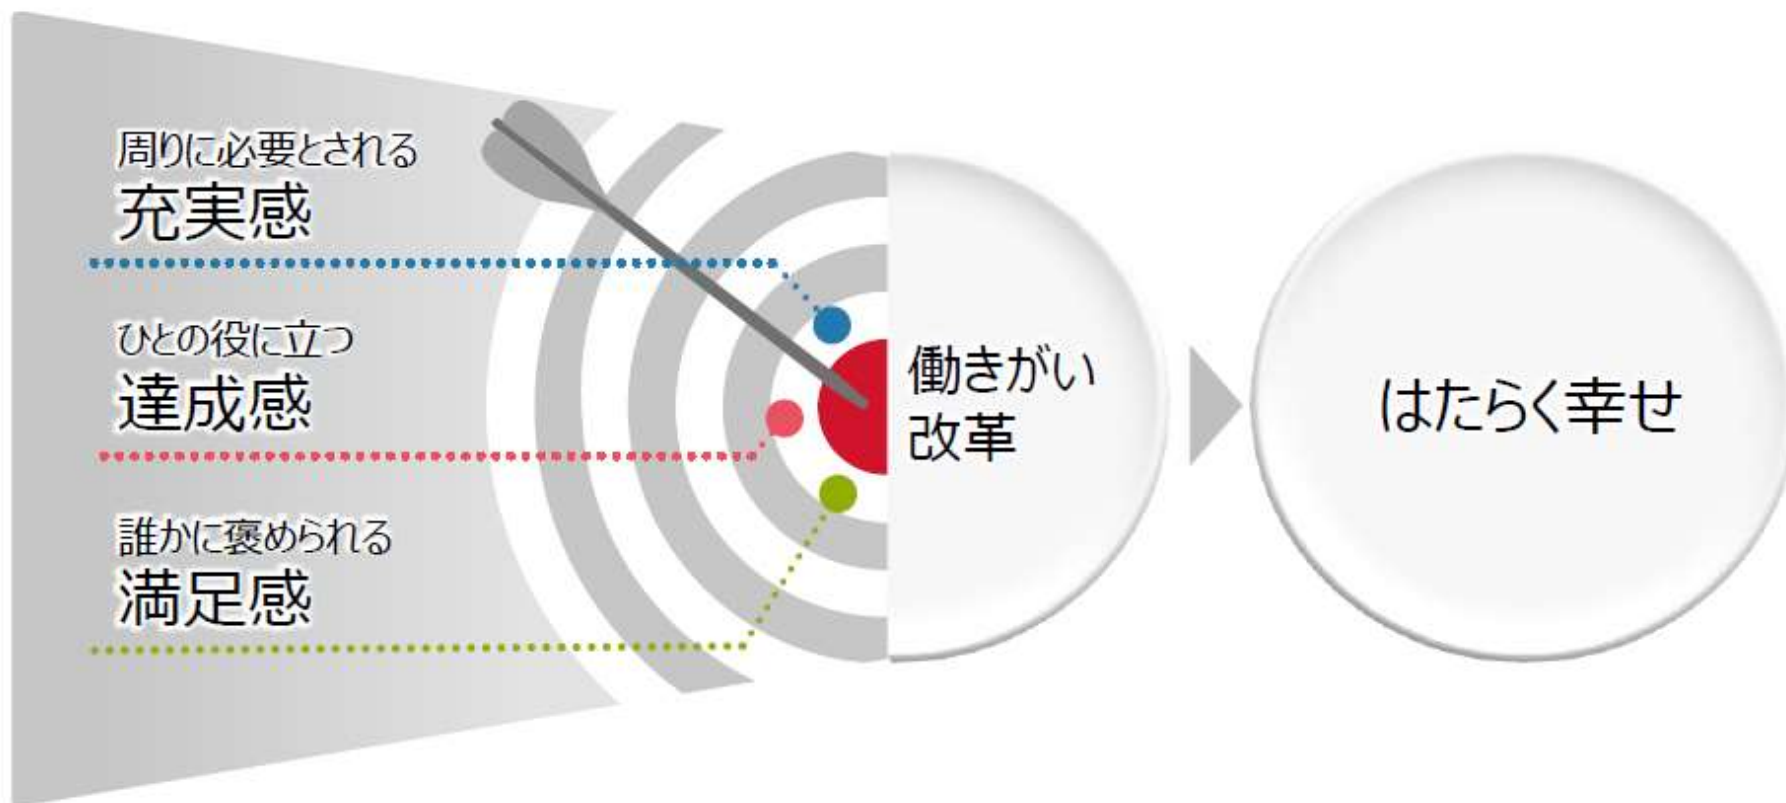 周りに必要とされる
充実感
ひとの役に立つ
達成感
誰かに褒められる
満足感
働きがい
改革
はたらく幸せ